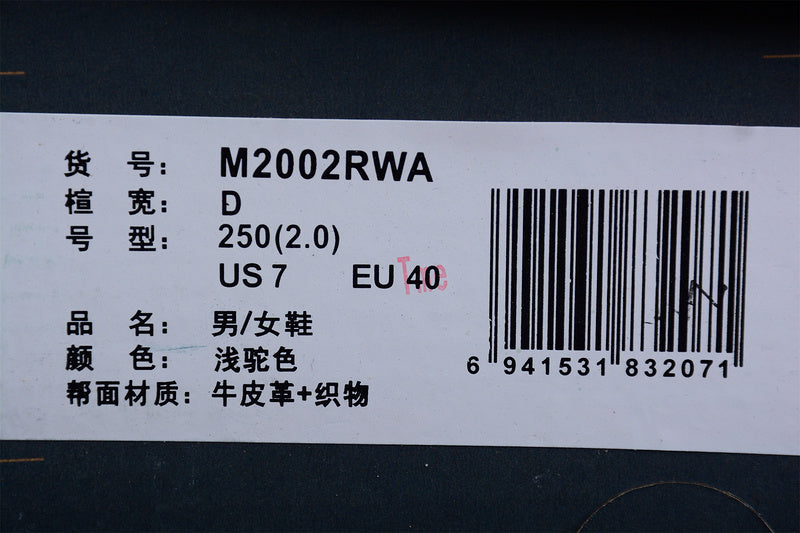 货 号： M2002RWA
楦 宽： D
号 型： 250(2.0)
US 7 EU 40
品 名： 男/女鞋
颜 色： 浅驼色
帮面材质： 牛皮革+织物
6 941531 832071